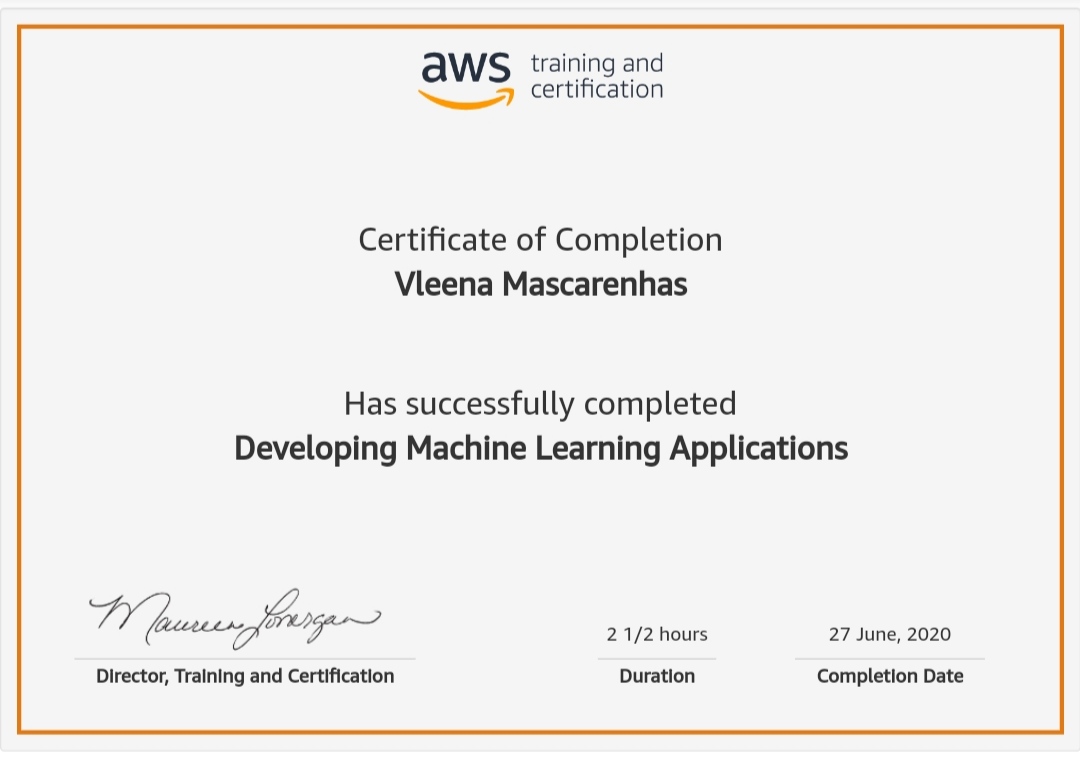 aws training and
certification
Certificate of Completion
Vleena Mascarenhas
Has successfully completed
Developing Machine Learning Applications
Maureen Lonergan
Director, Training and Certification
2 1/2 hours
Duration
27 June, 2020
Completion Date